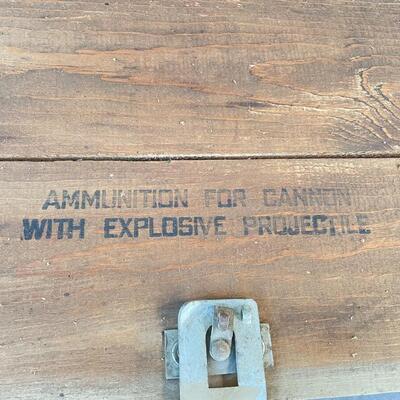 AMMUNITION FOR CANNON
WITH EXPLOSIVE PROJECTILE